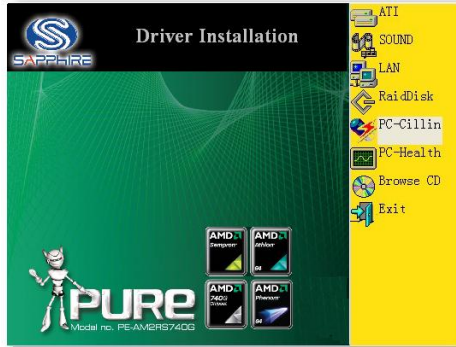 SAPPHIRE
Driver Installation
ATI
SOUND
LAN
RaidDisk
PC-Cillin
PC-Health
Browse CD
Exit
AMD
Sempron
AMD
Athlon
64
AMD
740G
Chipset
AMD
Phenom
64
PURE
Model no. PE-AM2RS740G